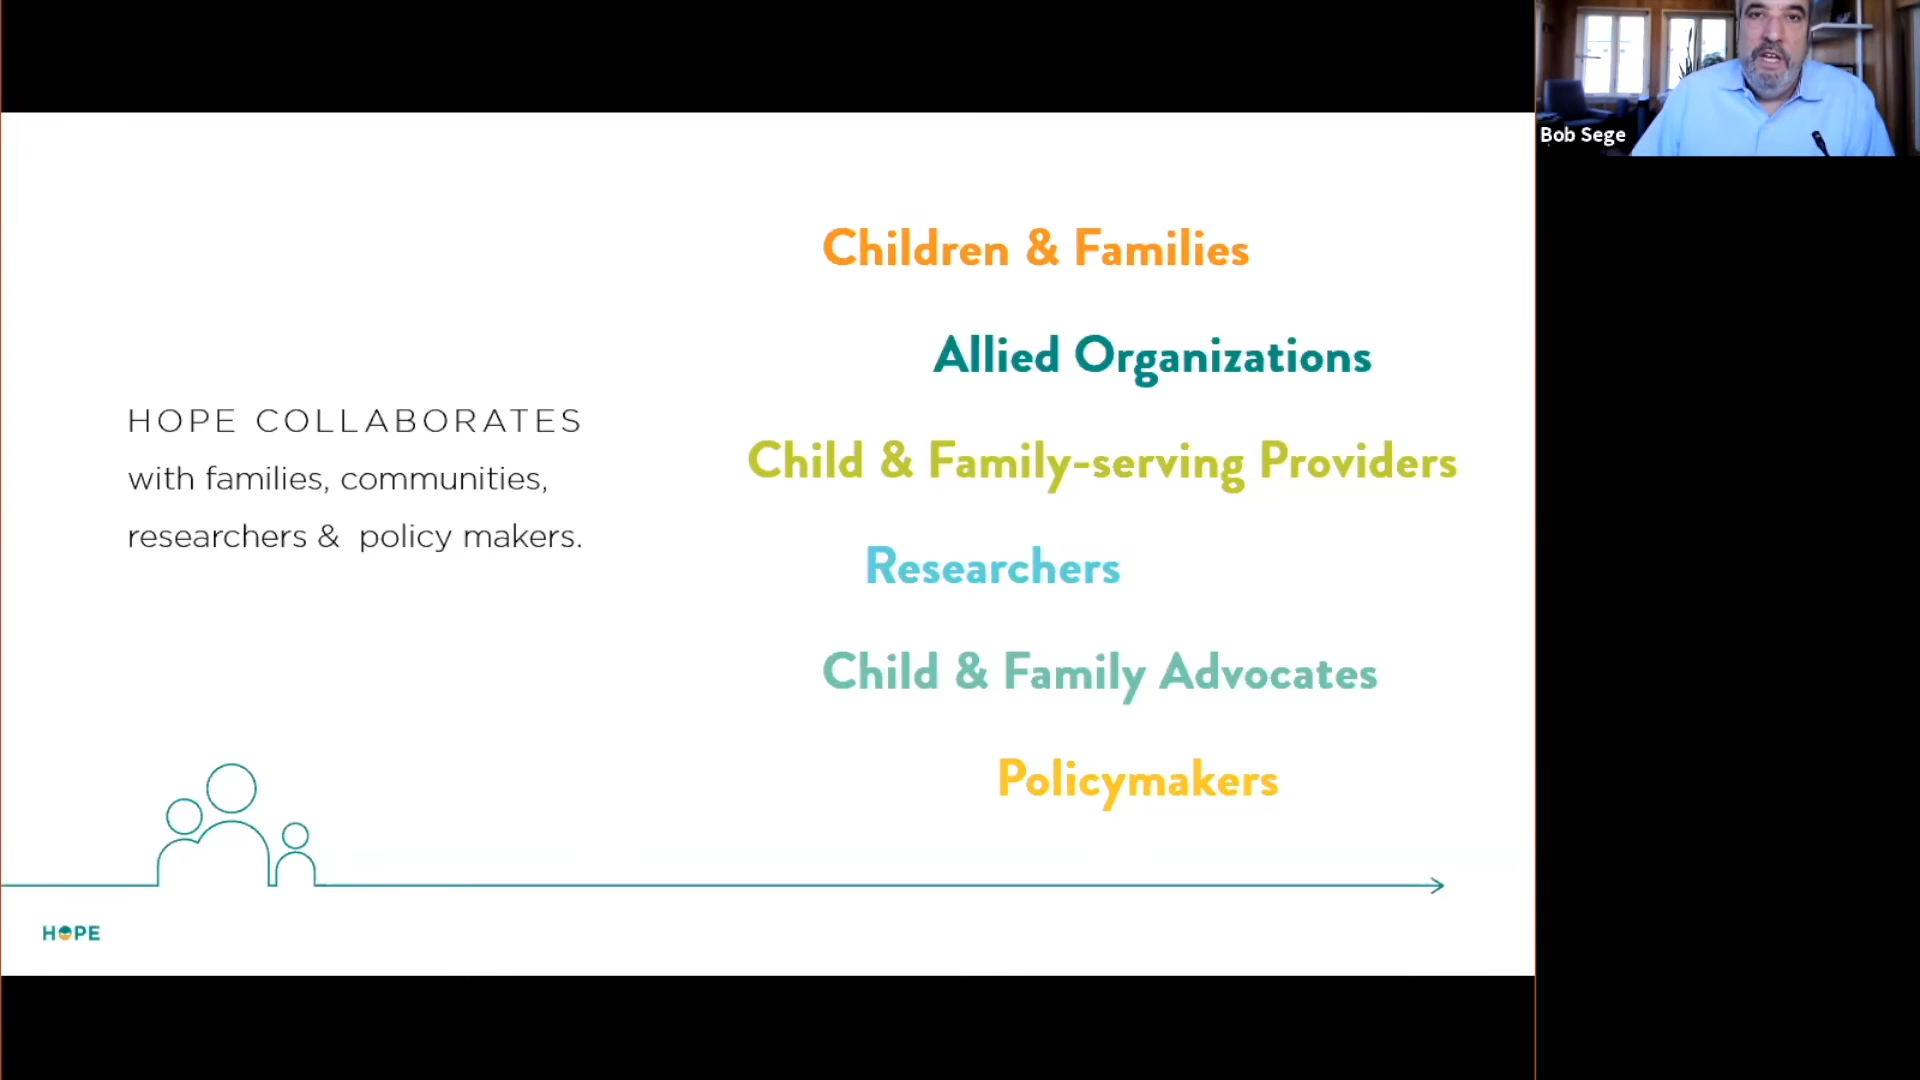 HOPE COLLABORATES
with families, communities,
researchers & policy makers.
Children & Families
Allied Organizations
Child & Family-serving Providers
Researchers
Child & Family Advocates
Policymakers
HOPE
Bob Sege